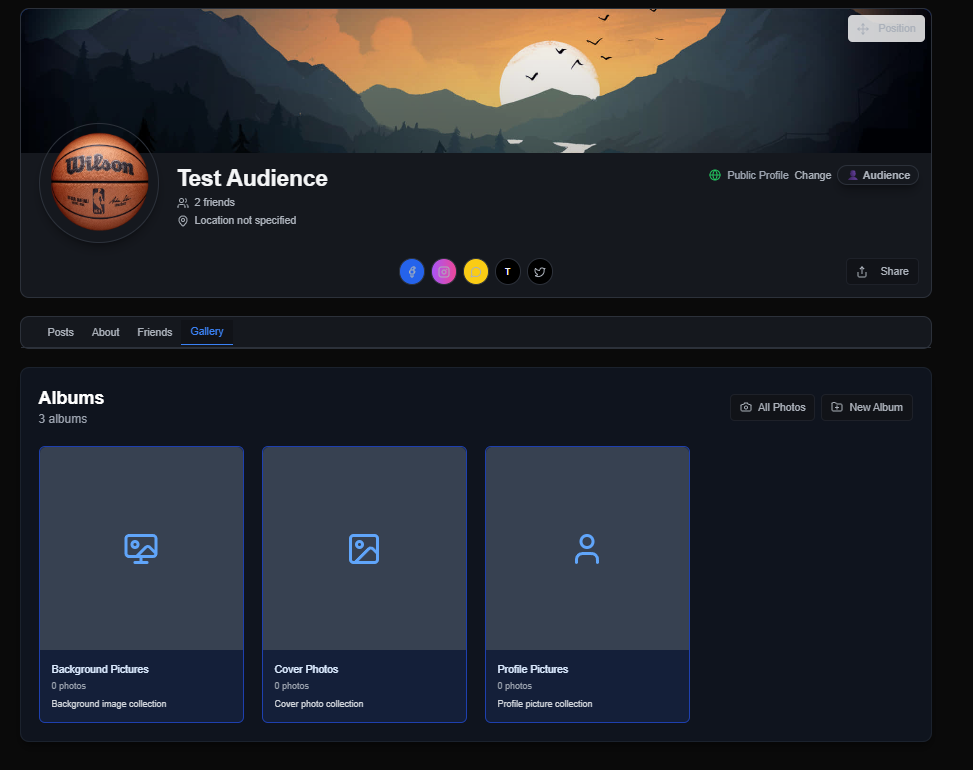 Position
Wilson
Test Audience
Public Profile Change Audience
2 friends
Location not specified
T
Share
Posts About Friends Gallery
Albums
3 albums
All Photos New Album
Background Pictures
0 photos
Background image collection
Cover Photos
0 photos
Cover photo collection
Profile Pictures
0 photos
Profile picture collection